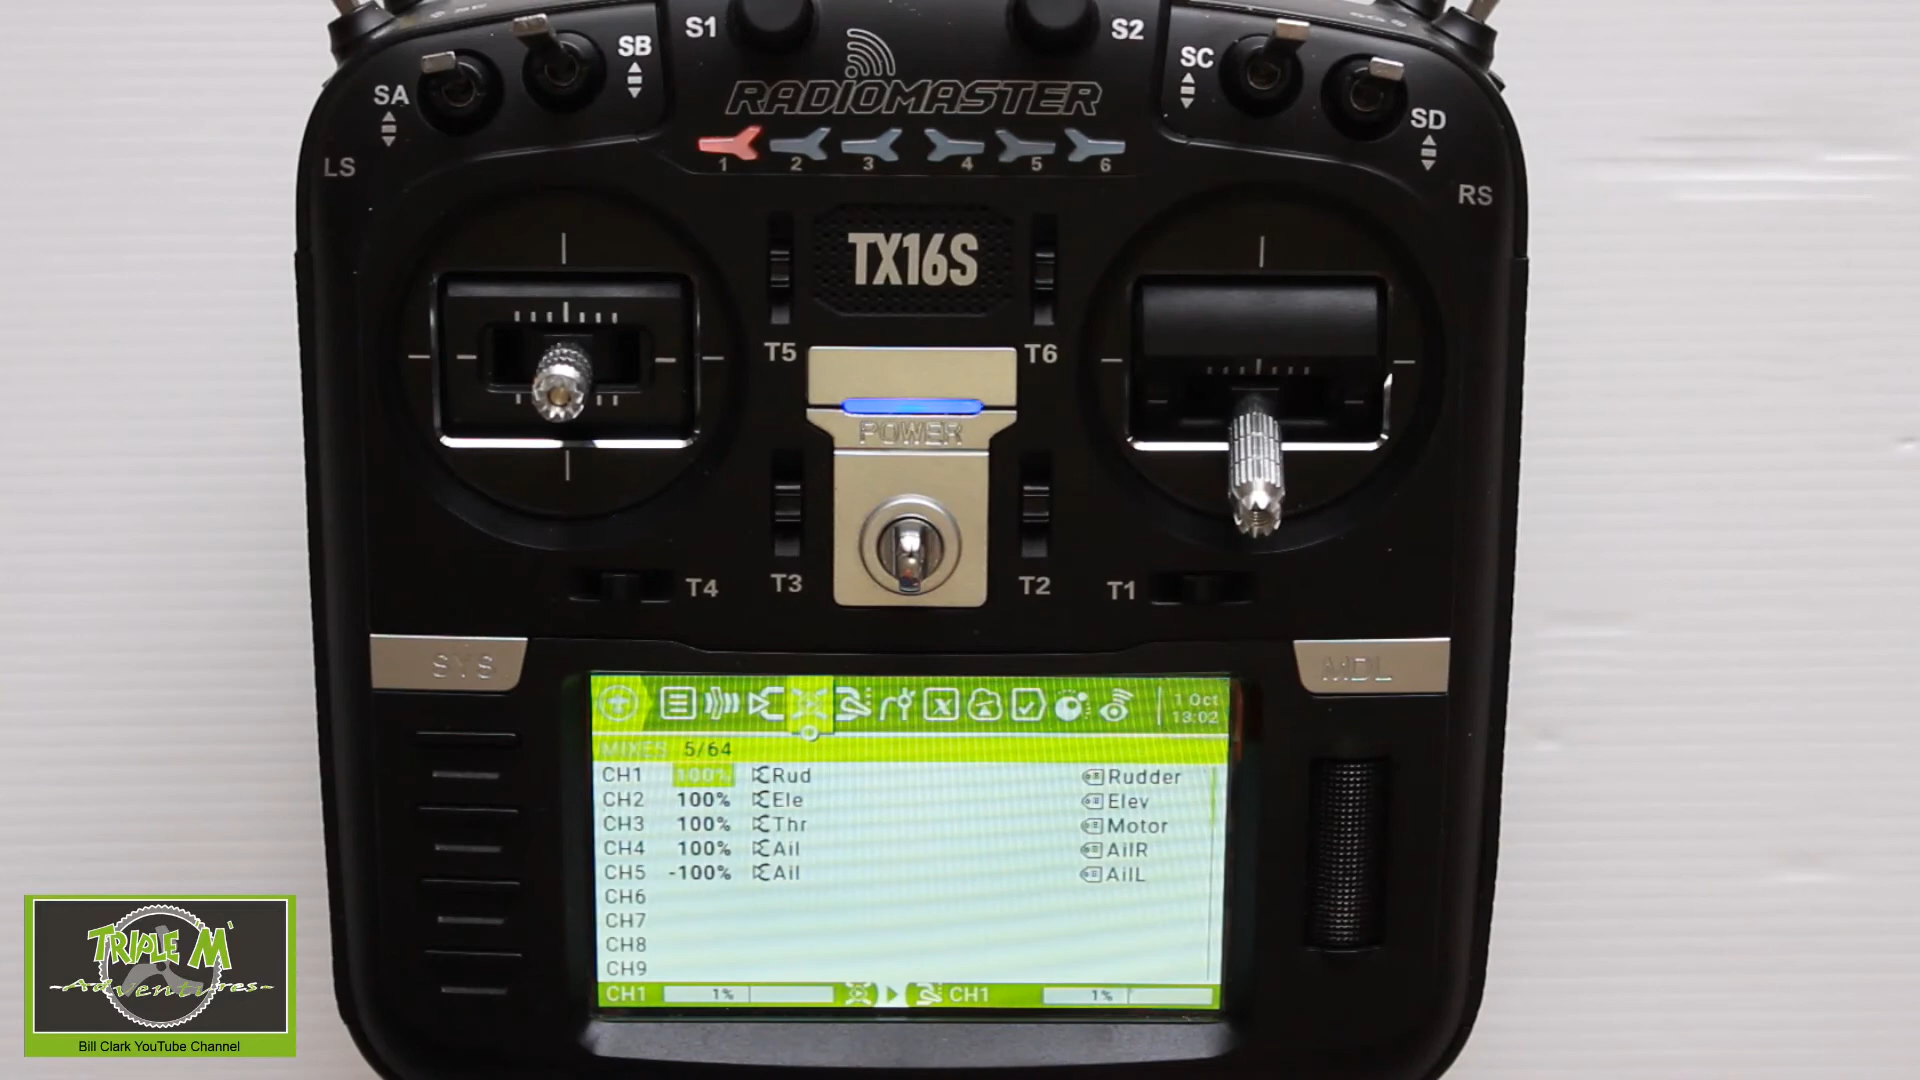 S1
S2
SB
SC
SA
SD
RADIOMASTER
LS
1 2 3 4 5 6
RS
TX16S
T5
T6
POWER
T4
T3
T2
T1
SYS
MDL
1 Oct
13:02
MIXES 5/64
CH1 100% Rud Rudder
CH2 100% Ele Elev
CH3 100% Thr Motor
CH4 100% Ail AilR
CH5 -100% Ail AilL
CH6
CH7
CH8
CH9
CH1 1% CH1 1%
TRIPLE M
-Adventures-
Bill Clark YouTube Channel